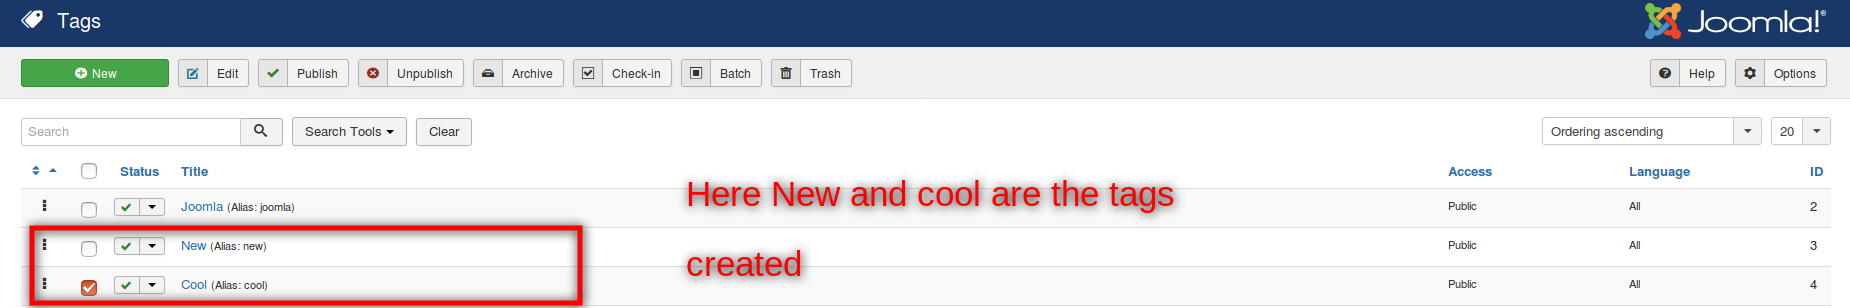 Tags
Joomla!®
New Edit Publish Unpublish Archive Check-in Batch Trash Help Options
Search Search Tools Clear Ordering ascending 20
Status Title Access Language ID
Joomla (Alias: joomla) Public All 2
New (Alias: new) Public All 3
Cool (Alias: cool) Public All 4
Here New and cool are the tags
created